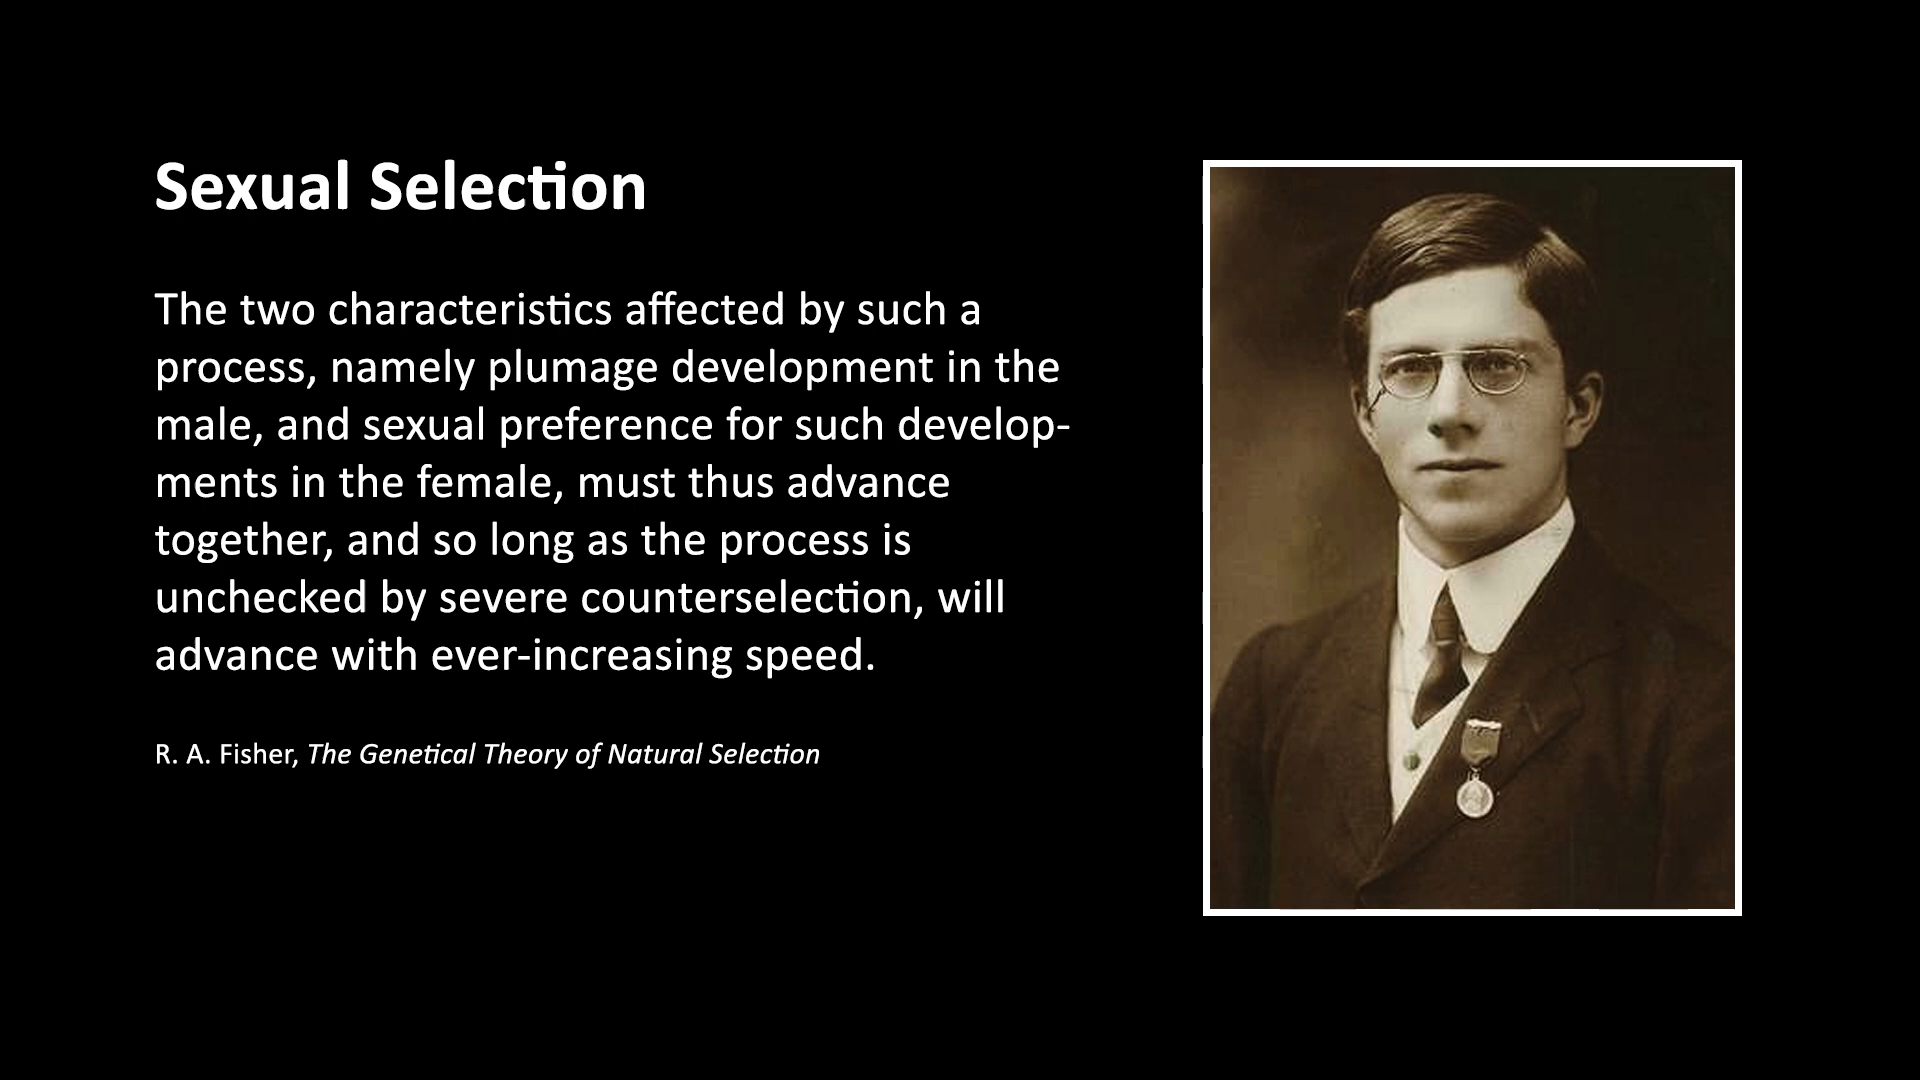 Sexual Selection
The two characteristics affected by such a
process, namely plumage development in the
male, and sexual preference for such develop-
ments in the female, must thus advance
together, and so long as the process is
unchecked by severe counterselection, will
advance with ever-increasing speed.
R. A. Fisher, The Genetical Theory of Natural Selection